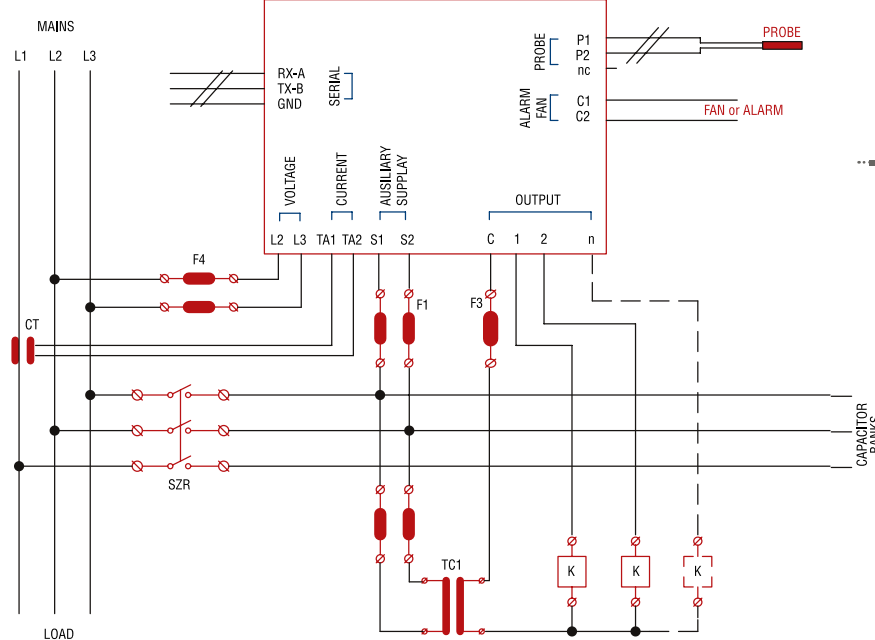 MAINS
L1 L2 L3
RX-A
TX-B
GND
SERIAL
PROBE
P1
P2
nc
PROBE
ALARM
FAN
C1
C2
FAN or ALARM
VOLTAGE
CURRENT
AUSILIARY
SUPPLAY
OUTPUT
L2 L3 TA1 TA2 S1 S2 C 1 2 n
F4
F1
F3
CT
SZR
CAPACITOR
BANKS
TC1
K K K
LOAD